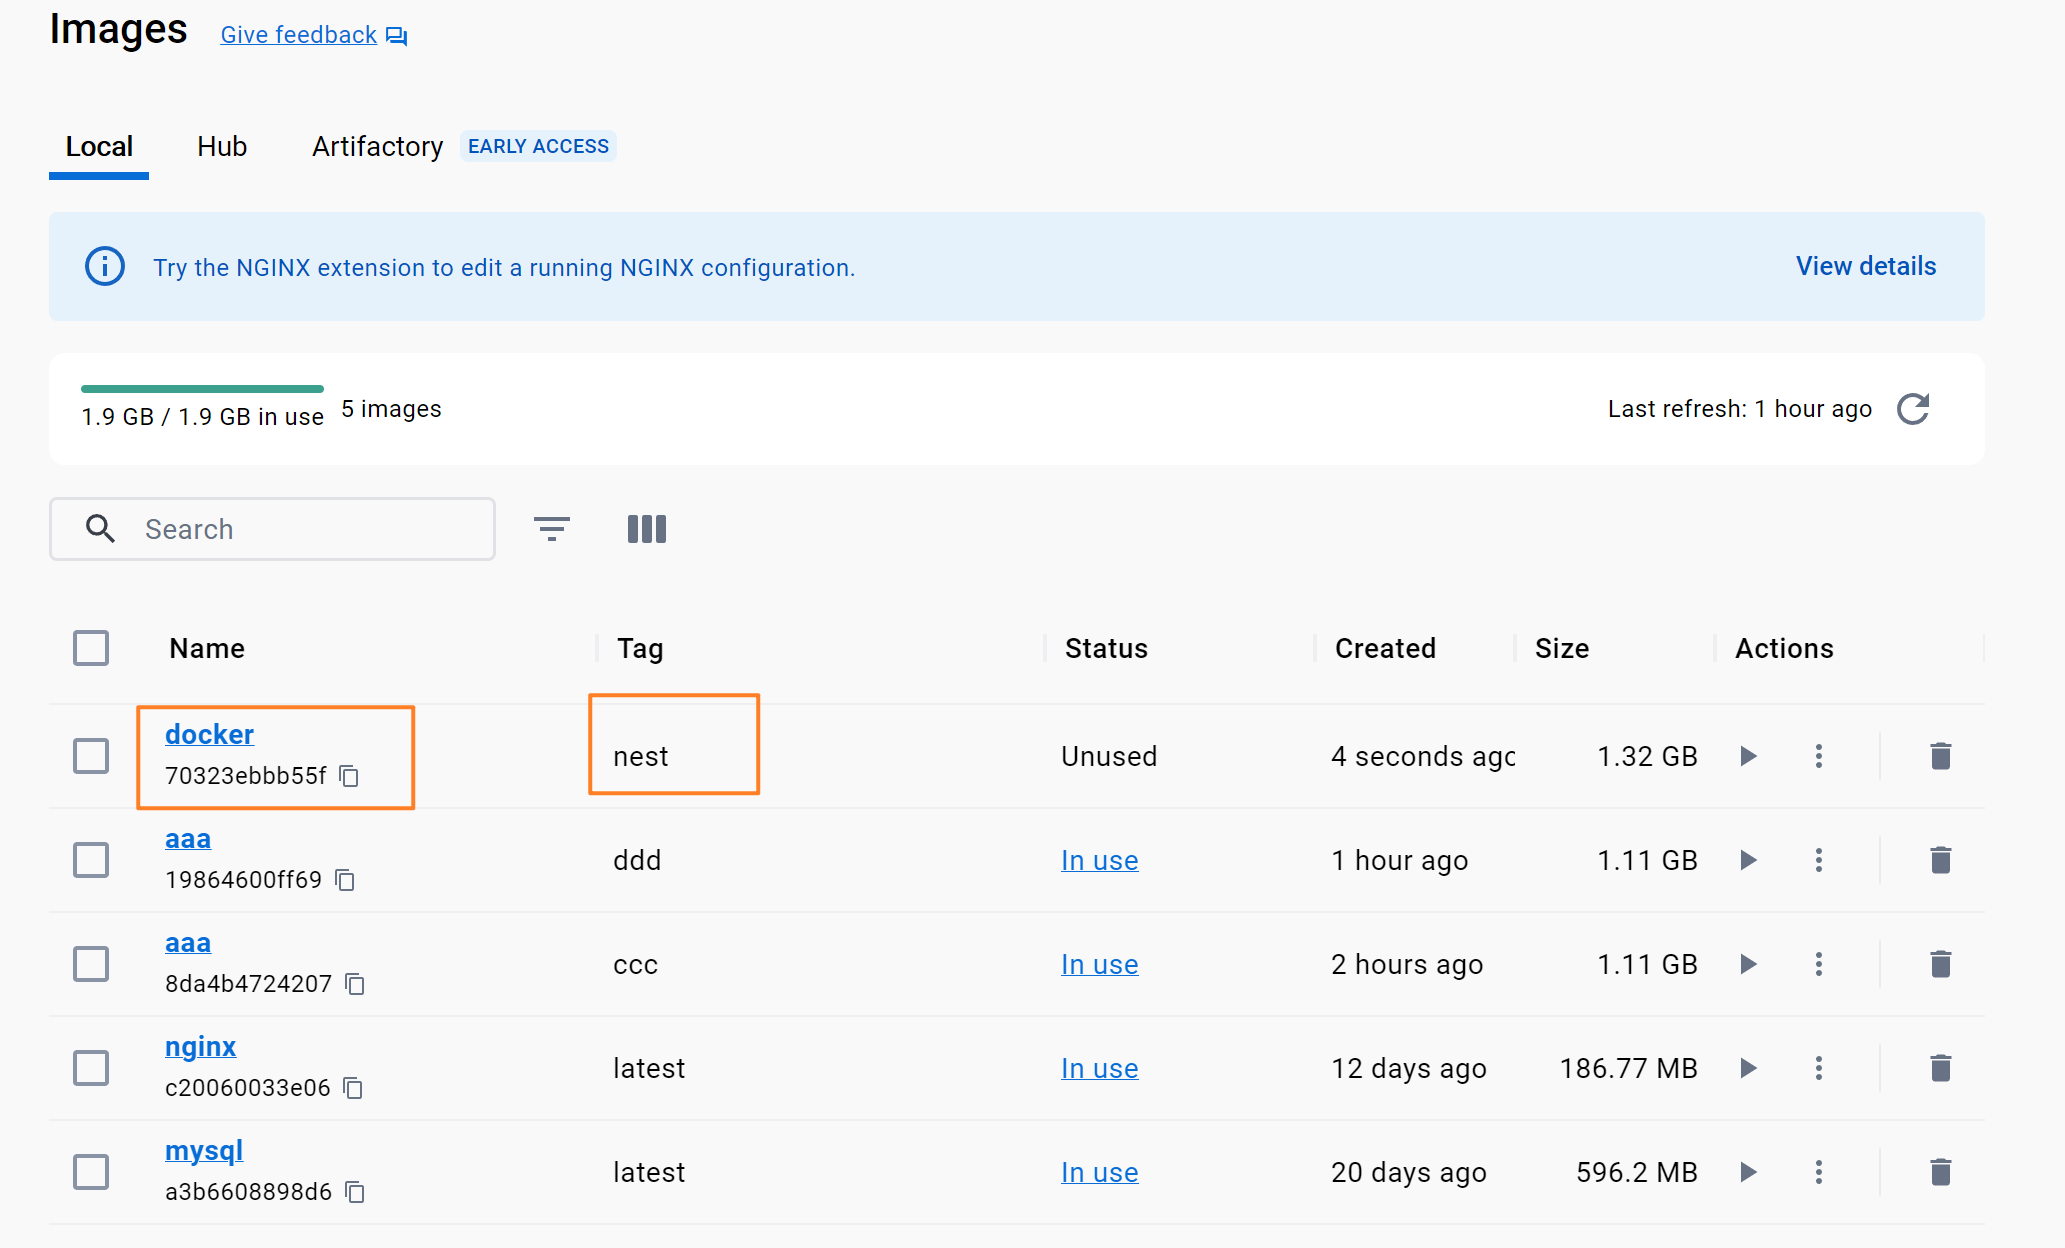 Images Give feedback
Local Hub Artifactory EARLY ACCESS
Try the NGINX extension to edit a running NGINX configuration. View details
1.9 GB / 1.9 GB in use 5 images Last refresh: 1 hour ago
Search
Name Tag Status Created Size Actions
docker
70323ebbb55f nest Unused 4 seconds ago 1.32 GB
aaa
19864600ff69 ddd In use 1 hour ago 1.11 GB
aaa
8da4b4724207 ccc In use 2 hours ago 1.11 GB
nginx
c20060033e06 latest In use 12 days ago 186.77 MB
mysql
a3b6608898d6 latest In use 20 days ago 596.2 MB